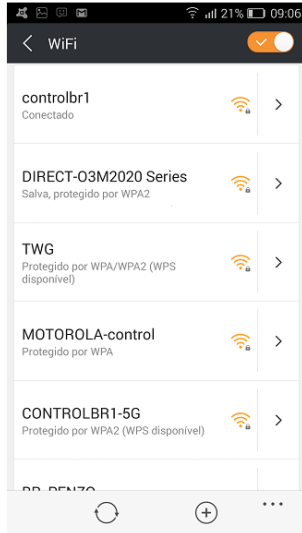 21% 09:06
WiFi
controlbr1
Conectado
DIRECT-O3M2020 Series
Salva, protegido por WPA2
TWG
Protegido por WPA/WPA2 (WPS
disponível)
MOTOROLA-control
Protegido por WPA
CONTROLBR1-5G
Protegido por WPA2 (WPS disponível)